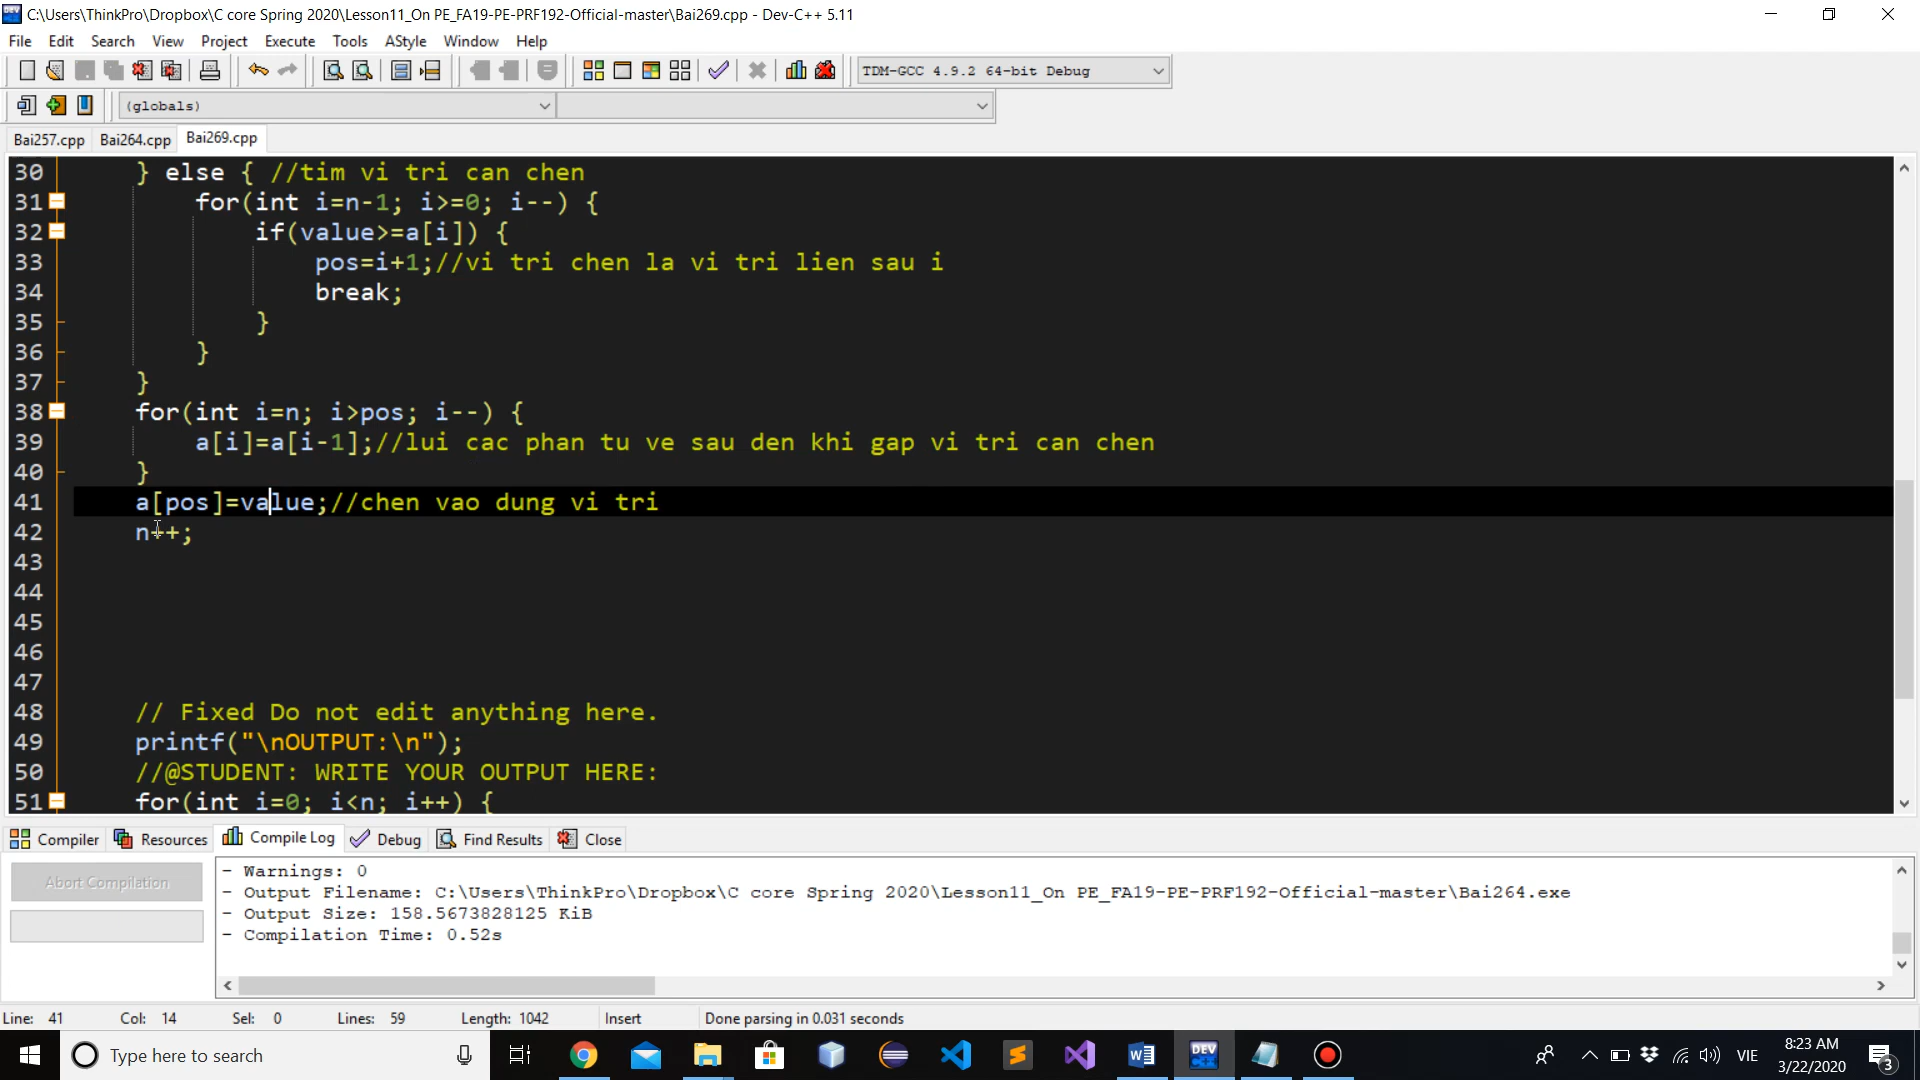 C:\Users\ThinkPro\Dropbox\C core Spring 2020\Lesson11_On PE_FA19-PE-PRF192-Official-master\Bai269.cpp - Dev-C++ 5.11
File Edit Search View Project Execute Tools AStyle Window Help
TDM-GCC 4.9.2 64-bit Debug
(globals)
Bai257.cpp Bai264.cpp Bai269.cpp
30 } else { //tim vi tri can chen
31 for(int i=n-1; i>=0; i--) {
32 if(value>=a[i]) {
33 pos=i+1;//vi tri chen la vi tri lien sau i
34 break;
35 }
36 }
37 }
38 for(int i=n; i>pos; i--) {
39 a[i]=a[i-1];//lui cac phan tu ve sau den khi gap vi tri can chen
40 }
41 a[pos]=value;//chen vao dung vi tri
42 n++;
43
44
45
46
47
48 // Fixed Do not edit anything here.
49 printf("\nOUTPUT:\n");
50 //@STUDENT: WRITE YOUR OUTPUT HERE:
51 for(int i=0; i<n; i++) {
Compiler Resources Compile Log Debug Find Results Close
Abort Compilation
- Warnings: 0
- Output Filename: C:\Users\ThinkPro\Dropbox\C core Spring 2020\Lesson11_On PE_FA19-PE-PRF192-Official-master\Bai264.exe
- Output Size: 158.5673828125 KiB
- Compilation Time: 0.52s
Line: 41 Col: 14 Sel: 0 Lines: 59 Length: 1042 Insert Done parsing in 0.031 seconds
Type here to search
DEV
VIE
8:23 AM
3/22/2020
3